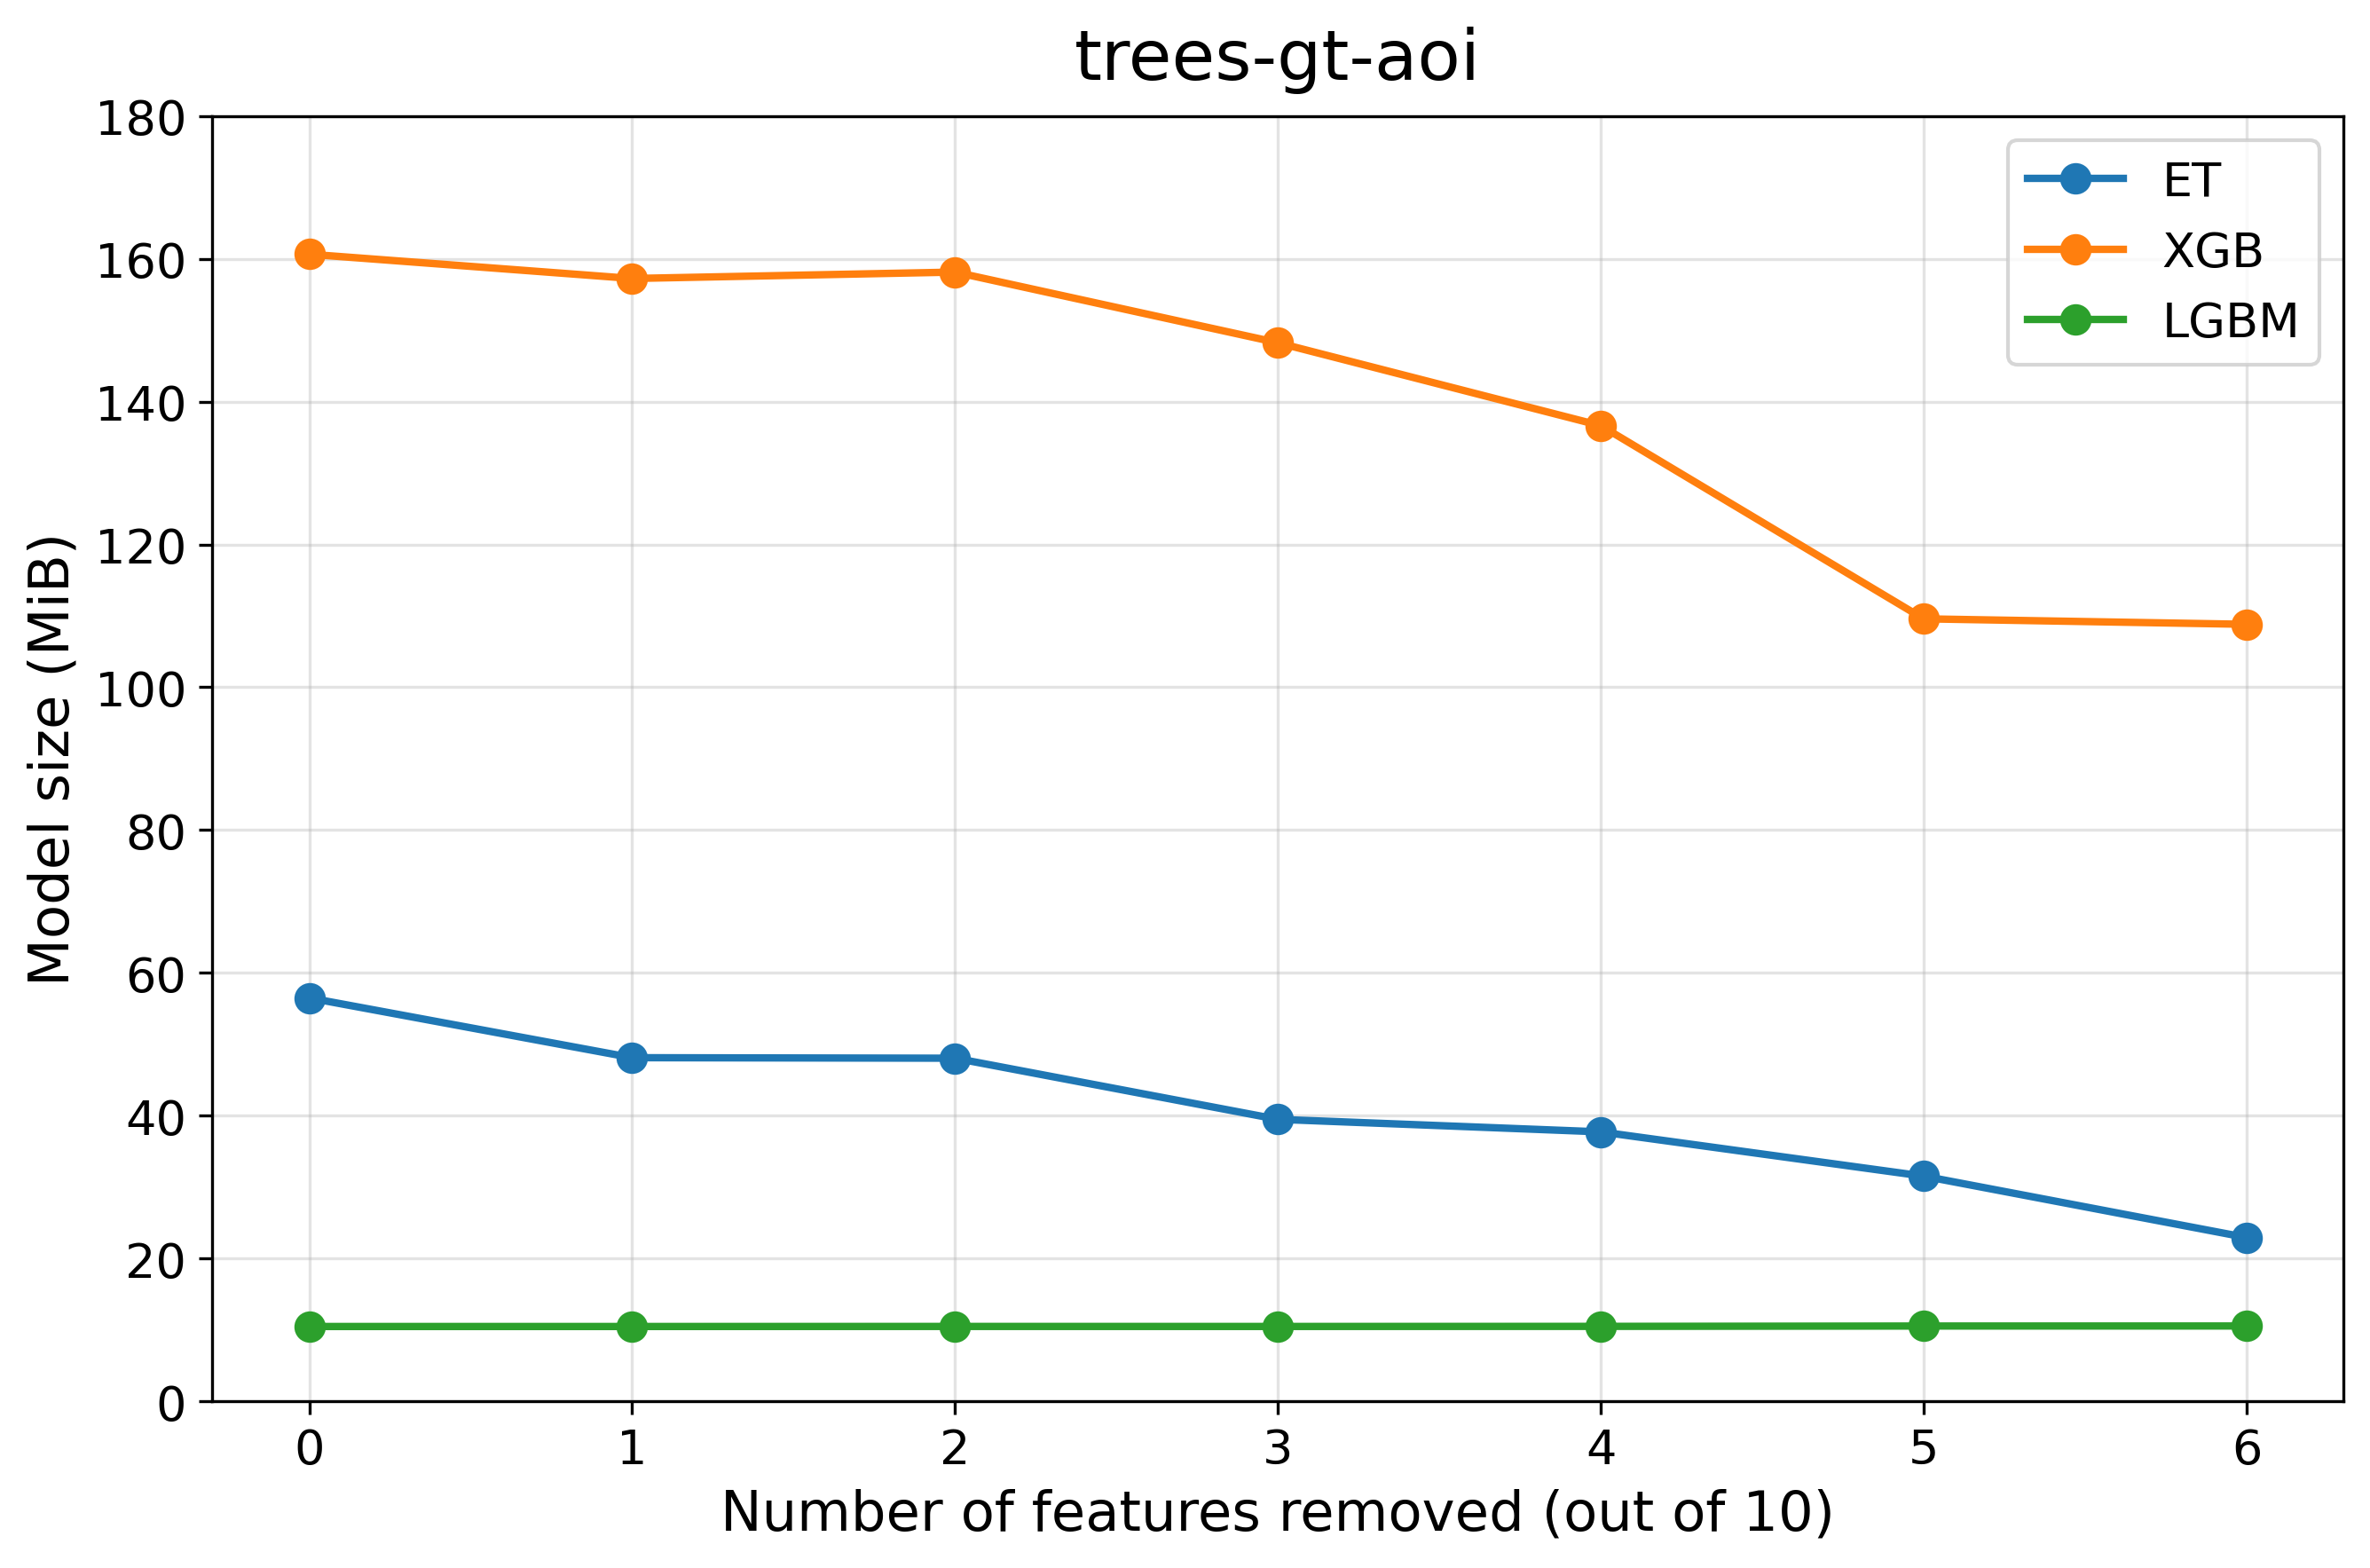 trees-gt-aoi
180
160
140
120
100
80
60
40
20
0
Model size (MiB)
ET
XGB
LGBM
0 1 2 3 4 5 6
Number of features removed (out of 10)